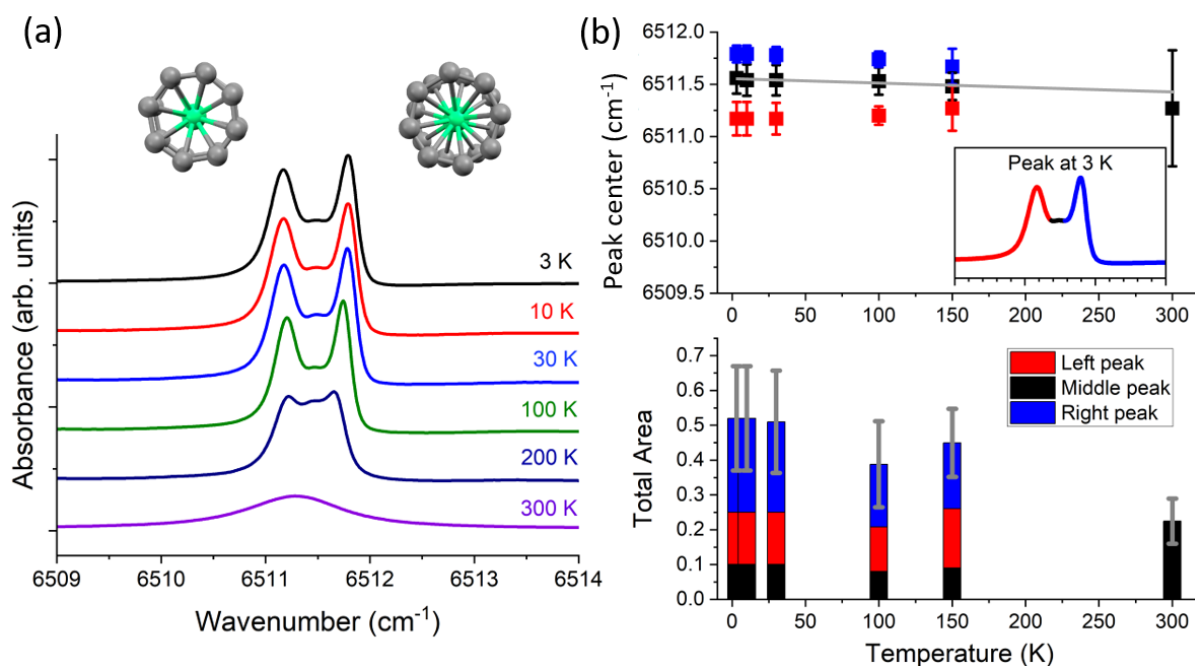 (a)
Absorbance (arb. units)
3 K
10 K
30 K
100 K
200 K
300 K
6509 6510 6511 6512 6513 6514
Wavenumber (cm⁻¹)
(b)
Peak center (cm⁻¹)
6512.0
6511.5
6511.0
6510.5
6510.0
6509.5
Peak at 3 K
0 50 100 150 200 250 300
Total Area
0.7
0.6
0.5
0.4
0.3
0.2
0.1
0.0
Left peak
Middle peak
Right peak
0 50 100 150 200 250 300
Temperature (K)